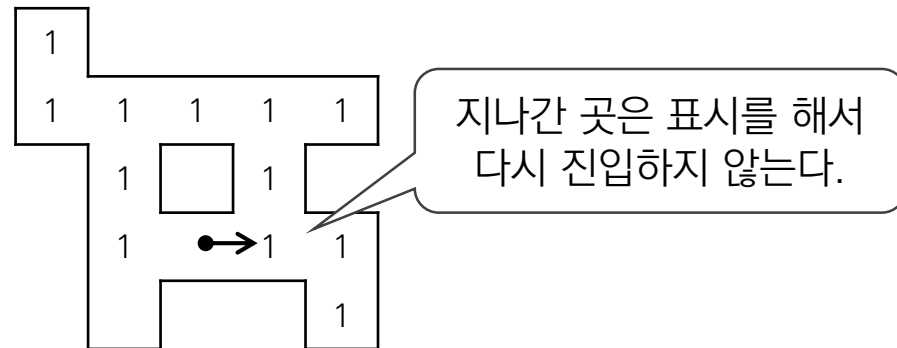 1
1 1 1 1 1
1 1
1 1 1
1
지나간 곳은 표시를 해서
다시 진입하지 않는다.